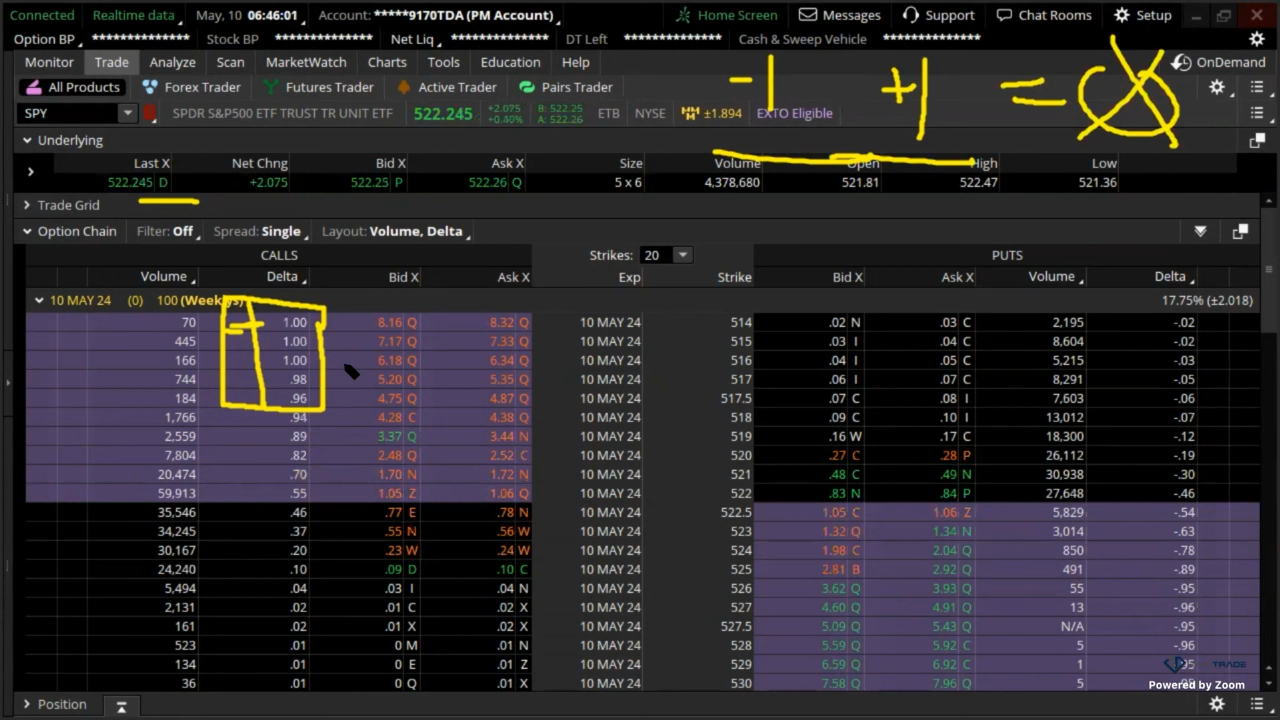 Connected Realtime data May, 10 06:46:01 Account: *****9170TDA (PM Account) Home Screen Messages Support Chat Rooms Setup
Option BP ************** Stock BP ************** Net Liq ************** DT Left ************** Cash & Sweep Vehicle **************
Monitor Trade Analyze Scan MarketWatch Charts Tools Education Help OnDemand
-1 +1 = 0
All Products Forex Trader Futures Trader Active Trader Pairs Trader
SPY SPDR S&P500 ETF TRUST TR UNIT ETF 522.245 +2.075 +0.40% B: 522.25 A: 522.26 ETB NYSE ±1.894 EXTO Eligible
Underlying
Last X Net Chng Bid X Ask X Size Volume Open High Low
522.245 D +2.075 522.25 P 522.26 Q 5 x 6 4,378,680 521.81 522.47 521.36
Trade Grid
Option Chain Filter: Off Spread: Single Layout: Volume, Delta
CALLS Strikes: 20 PUTS
Volume Delta Bid X Ask X Exp Strike Bid X Ask X Volume Delta
10 MAY 24 (0) 100 (Weeklys) 17.75% (±2.018)
70 1.00 8.16 Q 8.32 Q 10 MAY 24 514 .02 N .03 C 2,195 -.02
445 1.00 7.17 Q 7.33 Q 10 MAY 24 515 .03 I .04 C 8,604 -.02
166 1.00 6.18 Q 6.34 Q 10 MAY 24 516 .04 I .05 C 5,215 -.03
744 .98 5.20 Q 5.35 Q 10 MAY 24 517 .06 I .07 C 8,291 -.05
184 .96 4.75 Q 4.87 Q 10 MAY 24 517.5 .07 C .08 I 7,603 -.06
1,766 .94 4.28 C 4.38 Q 10 MAY 24 518 .09 C .10 I 13,012 -.07
2,559 .89 3.37 Q 3.44 N 10 MAY 24 519 .16 W .17 C 18,300 -.12
7,804 .82 2.48 Q 2.52 C 10 MAY 24 520 .27 C .28 P 26,112 -.19
20,474 .70 1.70 N 1.72 N 10 MAY 24 521 .48 C .49 N 30,938 -.30
59,913 .55 1.05 Z 1.06 Q 10 MAY 24 522 .83 N .84 P 27,648 -.46
35,546 .46 .77 E .78 N 10 MAY 24 522.5 1.05 C 1.06 Z 5,829 -.54
34,245 .37 .55 N .56 W 10 MAY 24 523 1.32 Q 1.34 N 3,014 -.63
30,167 .20 .23 W .24 W 10 MAY 24 524 1.98 C 2.04 Q 850 -.78
24,240 .10 .09 D .10 C 10 MAY 24 525 2.81 B 2.92 Q 491 -.89
5,494 .04 .03 I .04 N 10 MAY 24 526 3.62 Q 3.93 Q 55 -.95
2,131 .02 .01 C .02 X 10 MAY 24 527 4.60 Q 4.91 Q 13 -.96
161 .02 .01 X .02 X 10 MAY 24 527.5 5.09 Q 5.43 Q N/A -.95
523 .01 0 M .01 N 10 MAY 24 528 5.59 Q 5.92 C 5 -.96
134 .01 0 E .01 Z 10 MAY 24 529 6.59 Q 6.92 C 1 .95
36 .01 0 Q .01 X 10 MAY 24 530 7.58 Q 7.96 Q 5
TRADE
Powered by Zoom
Position